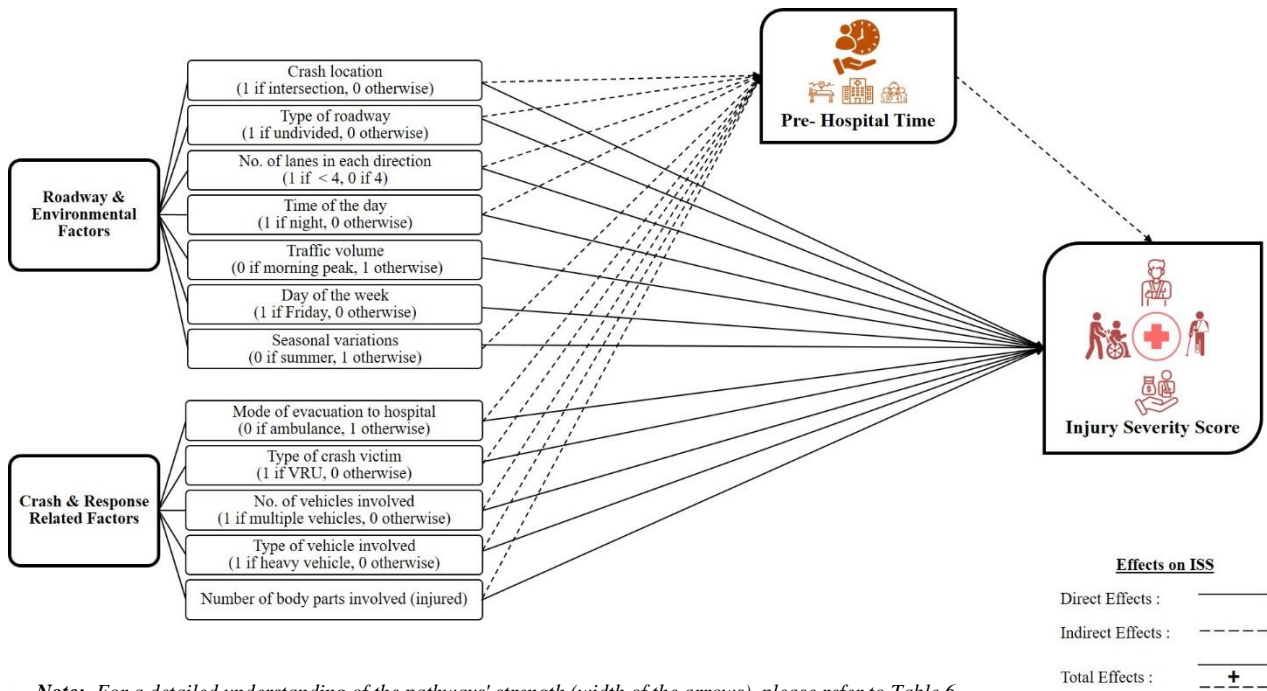 Roadway &
Environmental
Factors
Crash location
(1 if intersection, 0 otherwise)
Type of roadway
(1 if undivided, 0 otherwise)
No. of lanes in each direction
(1 if < 4, 0 if 4)
Time of the day
(1 if night, 0 otherwise)
Traffic volume
(0 if morning peak, 1 otherwise)
Day of the week
(1 if Friday, 0 otherwise)
Seasonal variations
(0 if summer, 1 otherwise)
Crash & Response
Related Factors
Mode of evacuation to hospital
(0 if ambulance, 1 otherwise)
Type of crash victim
(1 if VRU, 0 otherwise)
No. of vehicles involved
(1 if multiple vehicles, 0 otherwise)
Type of vehicle involved
(1 if heavy vehicle, 0 otherwise)
Number of body parts involved (injured)
Pre- Hospital Time
Injury Severity Score
Effects on ISS
Direct Effects :
Indirect Effects :
Total Effects : +
Note: For a detailed understanding of the pathways' strength (width of the arrows), please refer to Table 6